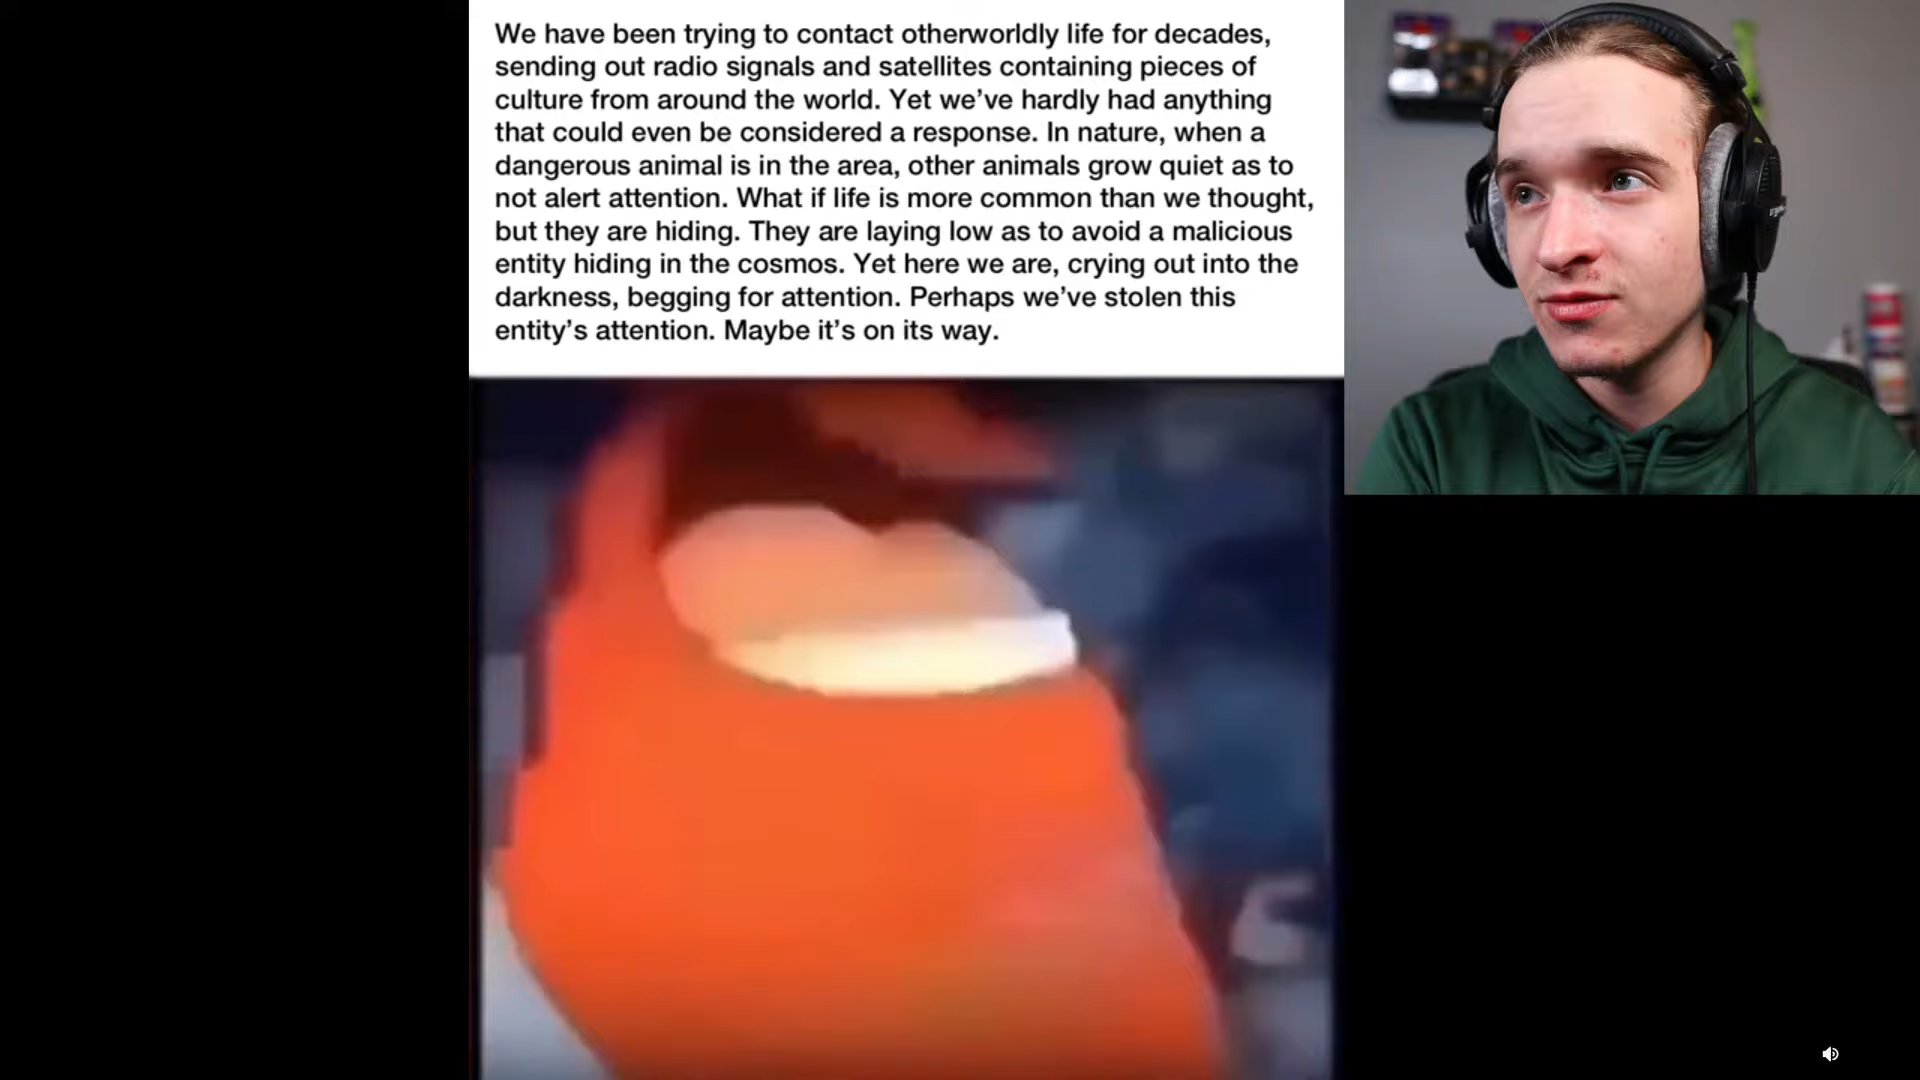 We have been trying to contact otherworldly life for decades,
sending out radio signals and satellites containing pieces of
culture from around the world. Yet we’ve hardly had anything
that could even be considered a response. In nature, when a
dangerous animal is in the area, other animals grow quiet as to
not alert attention. What if life is more common than we thought,
but they are hiding. They are laying low as to avoid a malicious
entity hiding in the cosmos. Yet here we are, crying out into the
darkness, begging for attention. Perhaps we’ve stolen this
entity’s attention. Maybe it’s on its way.